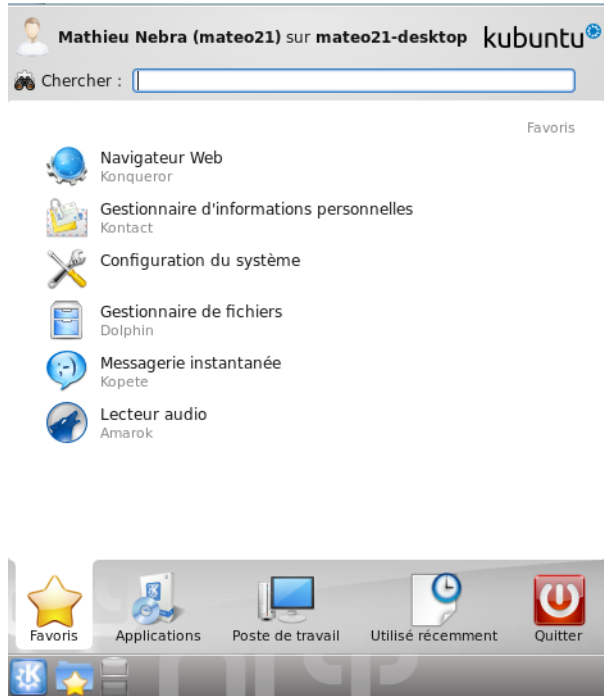 Mathieu Nebra (mateo21) sur mateo21-desktop kubuntu
Chercher :
Favoris
Navigateur Web
Konqueror
Gestionnaire d'informations personnelles
Kontact
Configuration du système
Gestionnaire de fichiers
Dolphin
Messagerie instantanée
Kopete
Lecteur audio
Amarok
Favoris Applications Poste de travail Utilisé récemment Quitter